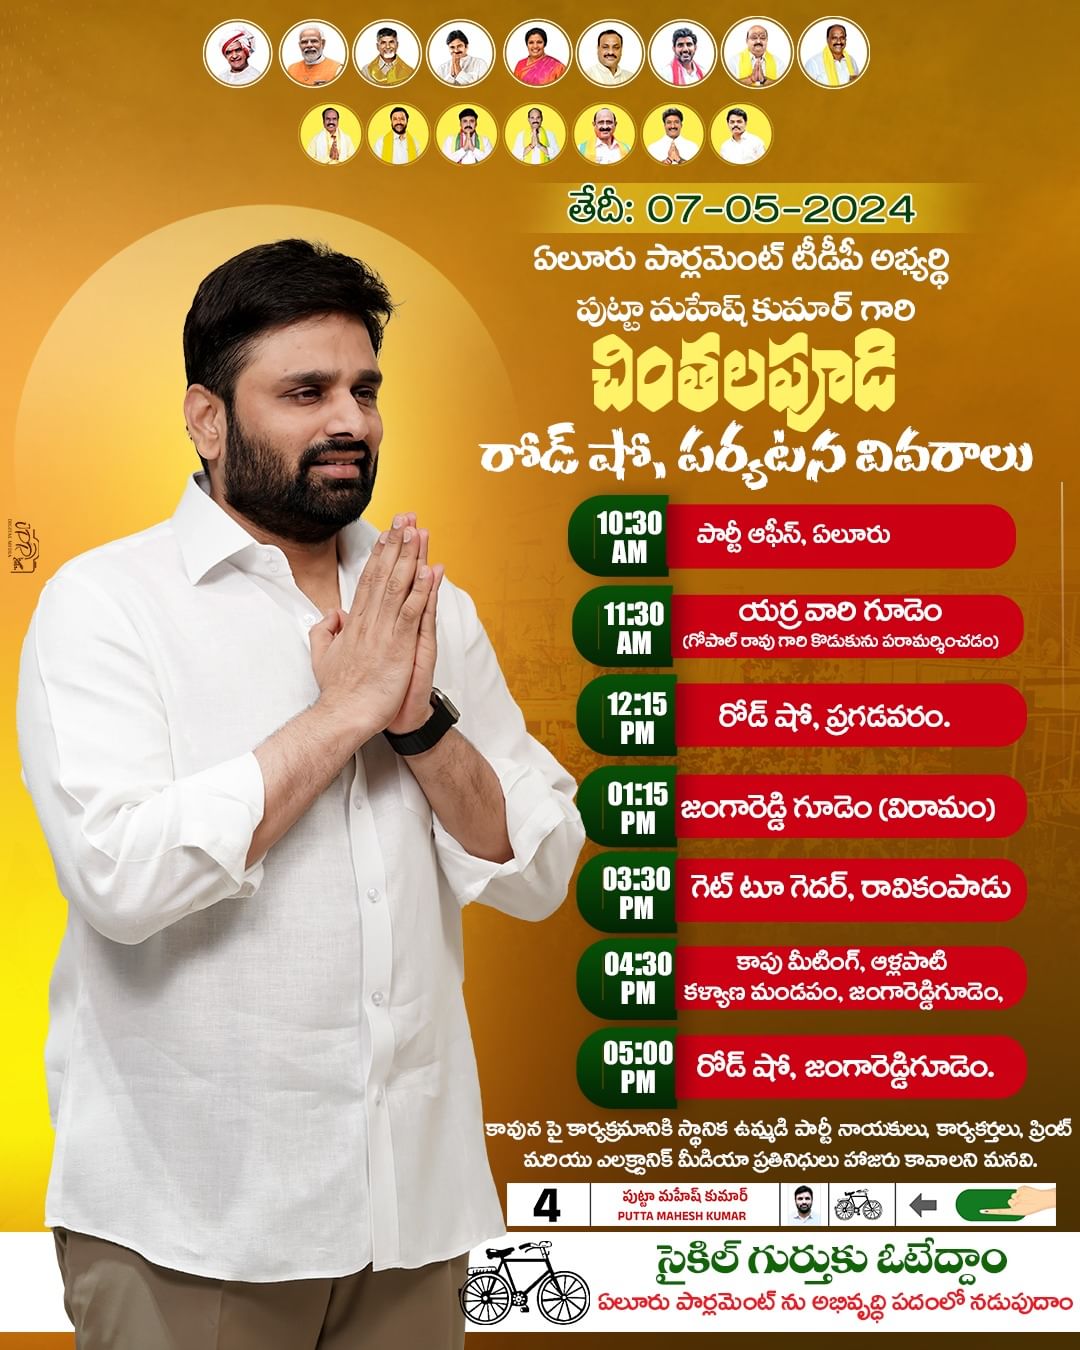 తేదీ: 07-05-2024
ఏలూరు పార్లమెంట్ టీడీపీ అభ్యర్థి
పుట్టా మహేష్ కుమార్ గారి
చింతలపూడి
రోడ్ షో, పర్యటన వివరాలు
10:30 AM పార్టీ ఆఫీస్, ఏలూరు
11:30 AM యర్ర వారి గూడెం
(గోపాల్ రావు గారి కొడుకును పరామర్శించడం)
12:15 PM రోడ్ షో, ప్రగడవరం.
01:15 PM జంగారెడ్డి గూడెం (విరామం)
03:30 PM గెట్ టూ గెదర్, రావికంపాడు
04:30 PM కాపు మీటింగ్, ఆళ్లపాటి
కళ్యాణ మండపం, జంగారెడ్డిగూడెం,
05:00 PM రోడ్ షో, జంగారెడ్డిగూడెం.
కావున పై కార్యక్రమానికి స్థానిక ఉమ్మడి పార్టీ నాయకులు, కార్యకర్తలు, ప్రింట్
మరియు ఎలక్ట్రానిక్ మీడియా ప్రతినిధులు హాజరు కావాలని మనవి.
4 పుట్టా మహేష్ కుమార్
PUTTA MAHESH KUMAR
సైకిల్ గుర్తుకు ఓటేద్దాం
ఏలూరు పార్లమెంట్ ను అభివృద్ధి పదంలో నడుపుదాం
DIGITAL MEDIA